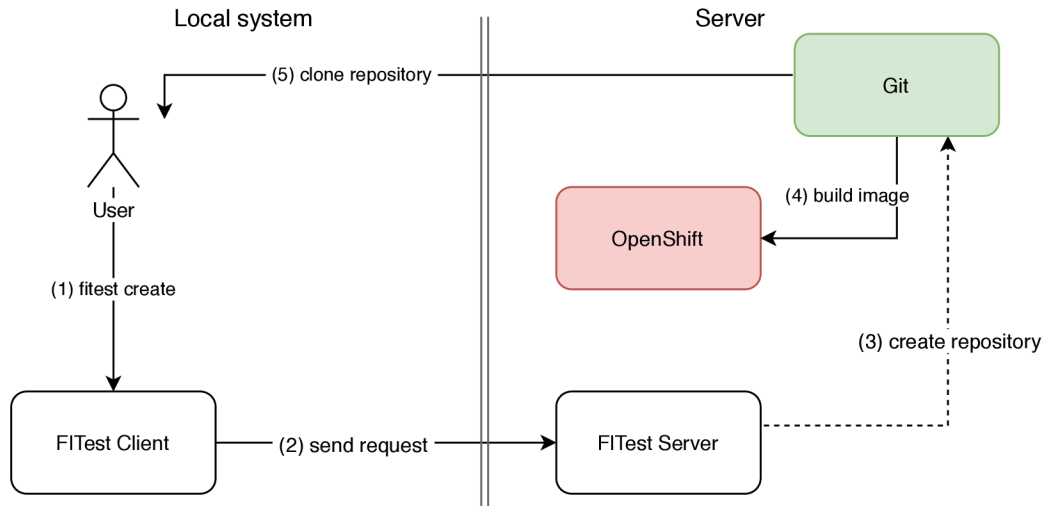 Local system
Server
(5) clone repository
Git
(4) build image
User
OpenShift
(1) fitest create
(3) create repository
FITest Client
(2) send request
FITest Server